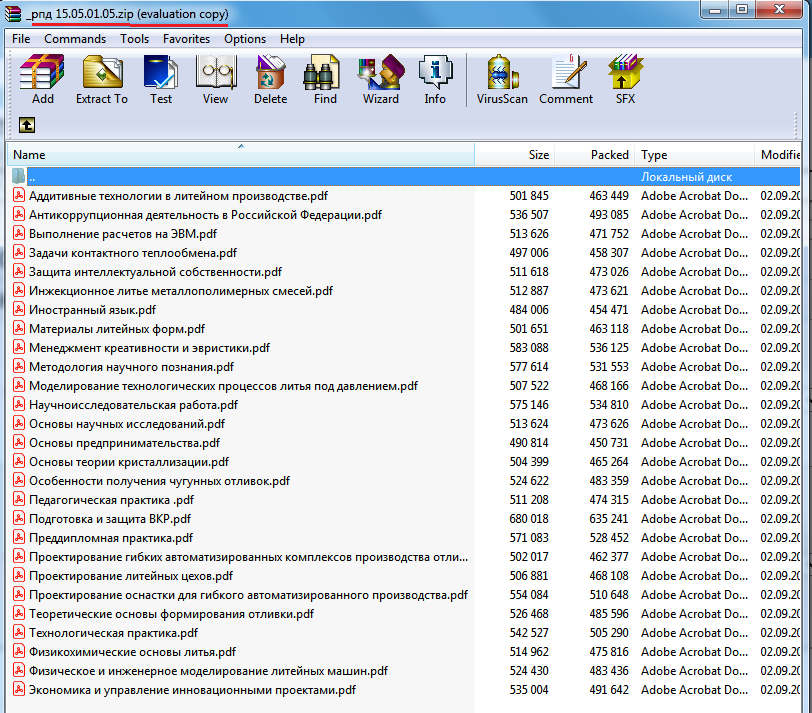 _рпд 15.05.01.05.zip (evaluation copy)
File Commands Tools Favorites Options Help
Add Extract To Test View Delete Find Wizard Info VirusScan Comment SFX
Name Size Packed Type Modifie
.. Локальный диск
Аддитивные технологии в литейном производстве.pdf 501 845 463 449 Adobe Acrobat Do... 02.09.20
Антикоррупционная деятельность в Российской Федерации.pdf 536 507 493 085 Adobe Acrobat Do... 02.09.20
Выполнение расчетов на ЭВМ.pdf 513 626 471 752 Adobe Acrobat Do... 02.09.20
Задачи контактного теплообмена.pdf 497 006 458 307 Adobe Acrobat Do... 02.09.20
Защита интеллектуальной собственности.pdf 511 618 473 026 Adobe Acrobat Do... 02.09.20
Инжекционное литье металлополимерных смесей.pdf 512 887 473 621 Adobe Acrobat Do... 02.09.20
Иностранный язык.pdf 484 006 454 471 Adobe Acrobat Do... 02.09.20
Материалы литейных форм.pdf 501 651 463 118 Adobe Acrobat Do... 02.09.20
Менеджмент креативности и эвристики.pdf 583 088 536 125 Adobe Acrobat Do... 02.09.20
Методология научного познания.pdf 577 614 531 553 Adobe Acrobat Do... 02.09.20
Моделирование технологических процессов литья под давлением.pdf 507 522 468 166 Adobe Acrobat Do... 02.09.20
Научноисследовательская работа.pdf 575 146 534 810 Adobe Acrobat Do... 02.09.20
Основы научных исследований.pdf 513 624 473 626 Adobe Acrobat Do... 02.09.20
Основы предпринимательства.pdf 490 814 450 731 Adobe Acrobat Do... 02.09.20
Основы теории кристаллизации.pdf 504 399 465 264 Adobe Acrobat Do... 02.09.20
Особенности получения чугунных отливок.pdf 524 622 483 359 Adobe Acrobat Do... 02.09.20
Педагогическая практика .pdf 511 208 474 315 Adobe Acrobat Do... 02.09.20
Подготовка и защита ВКР.pdf 680 018 635 241 Adobe Acrobat Do... 02.09.20
Преддипломная практика.pdf 571 083 528 452 Adobe Acrobat Do... 02.09.20
Проектирование гибких автоматизированных комплексов производства отли... 502 017 462 377 Adobe Acrobat Do... 02.09.20
Проектирование литейных цехов.pdf 506 881 468 108 Adobe Acrobat Do... 02.09.20
Проектирование оснастки для гибкого автоматизированного производства.pdf 554 084 510 648 Adobe Acrobat Do... 02.09.20
Теоретические основы формирования отливки.pdf 526 468 485 596 Adobe Acrobat Do... 02.09.20
Технологическая практика.pdf 542 527 505 290 Adobe Acrobat Do... 02.09.20
Физикохимические основы литья.pdf 514 962 475 816 Adobe Acrobat Do... 02.09.20
Физическое и инженерное моделирование литейных машин.pdf 524 430 483 436 Adobe Acrobat Do... 02.09.20
Экономика и управление инновационными проектами.pdf 535 004 491 642 Adobe Acrobat Do... 02.09.20